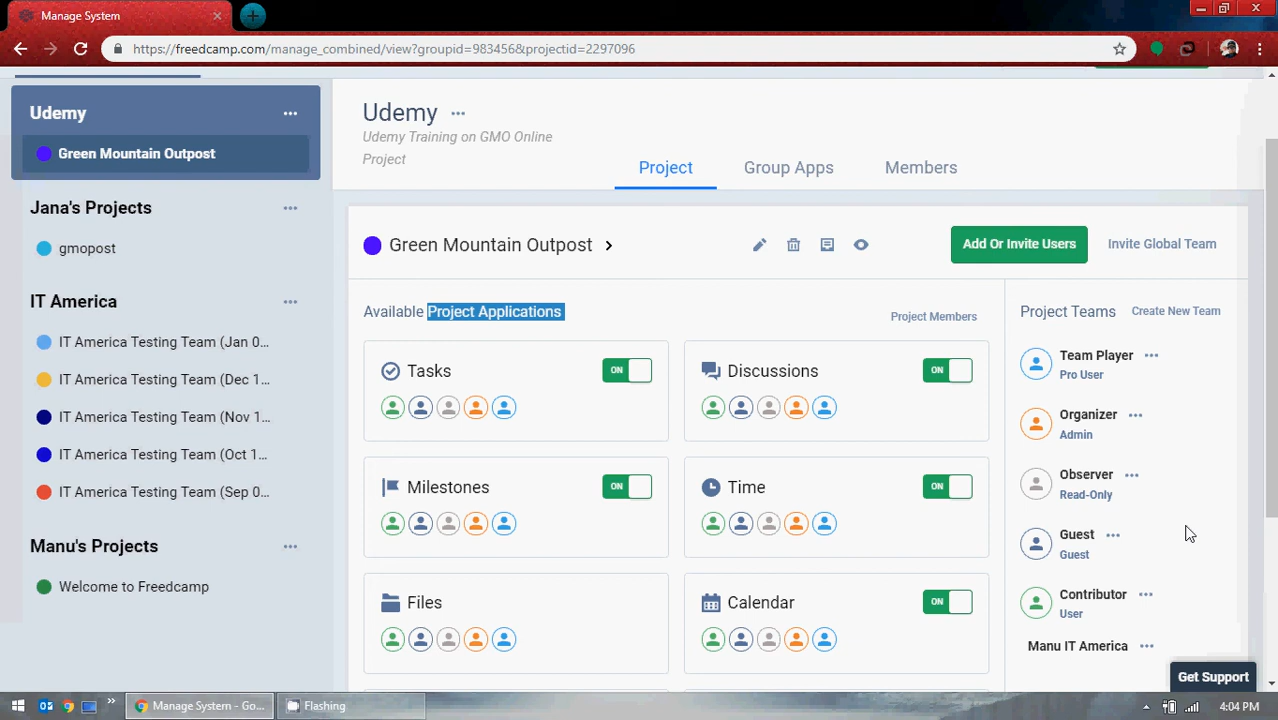 Manage System
https://freedcamp.com/manage_combined/view?groupid=983456&projectid=2297096
Udemy
Green Mountain Outpost
Jana's Projects
gmopost
IT America
IT America Testing Team (Jan 0...
IT America Testing Team (Dec 1...
IT America Testing Team (Nov 1...
IT America Testing Team (Oct 1...
IT America Testing Team (Sep 0...
Manu's Projects
Welcome to Freedcamp
Udemy
Udemy Training on GMO Online
Project
Project Group Apps Members
Green Mountain Outpost
Add Or Invite Users Invite Global Team
Available Project Applications
Project Members
Tasks ON
Discussions ON
Milestones ON
Time ON
Files
Calendar ON
Project Teams Create New Team
Team Player
Pro User
Organizer
Admin
Observer
Read-Only
Guest
Guest
Contributor
User
Manu IT America
Get Support
Manage System - Go...
Flashing
4:04 PM